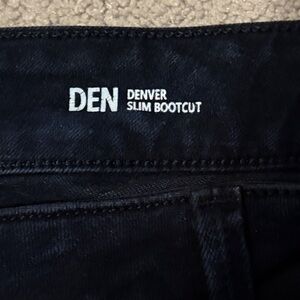 DEN DENVER
SLIM BOOTCUT